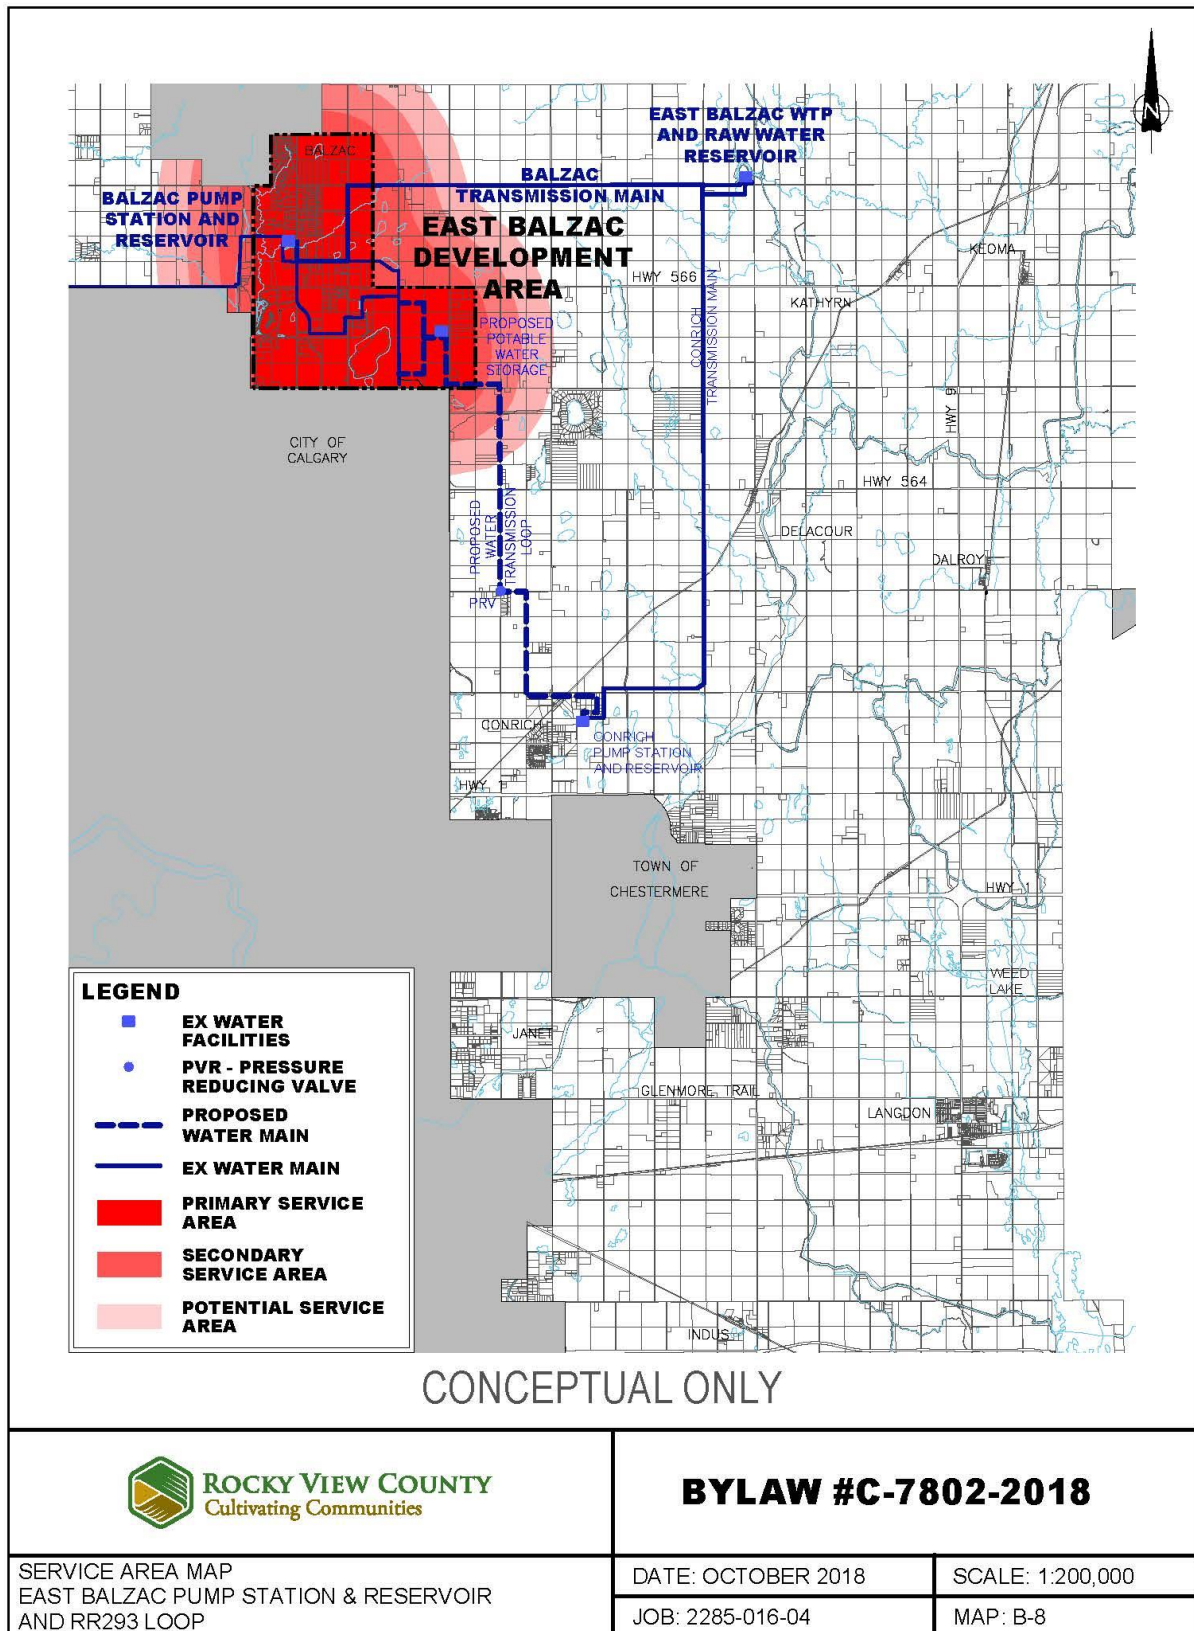 N
EAST BALZAC WTP
AND RAW WATER
RESERVOIR
BALZAC
BALZAC
TRANSMISSION MAIN
BALZAC PUMP
STATION AND
RESERVOIR
EAST BALZAC
DEVELOPMENT
AREA
KEOMA
HWY 566
KATHYRN
CONRICH
TRANSMISSION MAIN
PROPOSED
POTABLE
WATER
STORAGE
HWY 9
CITY OF
CALGARY
HWY 564
PROPOSED
WATER
TRANSMISSION
LOOP
DELACOUR
DALROY
PRV
CONRICH
CONRICH
PUMP STATION
AND RESERVOIR
HWY 1
TOWN OF
CHESTERMERE
HWY 1
WEED
LAKE
JANET
GLENMORE TRAIL
LANGDON
INDUS
LEGEND
EX WATER
FACILITIES
PVR - PRESSURE
REDUCING VALVE
PROPOSED
WATER MAIN
EX WATER MAIN
PRIMARY SERVICE
AREA
SECONDARY
SERVICE AREA
POTENTIAL SERVICE
AREA
CONCEPTUAL ONLY
ROCKY VIEW COUNTY
Cultivating Communities
BYLAW #C-7802-2018
SERVICE AREA MAP
EAST BALZAC PUMP STATION & RESERVOIR
AND RR293 LOOP
DATE: OCTOBER 2018
SCALE: 1:200,000
JOB: 2285-016-04
MAP: B-8